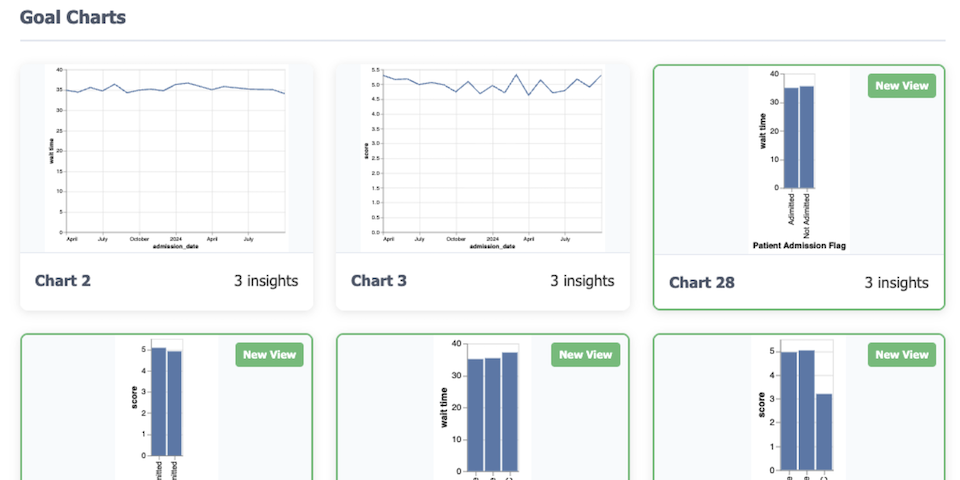 Goal Charts
40
35
30
25
20
15
10
5
0
wait time
April July October 2024 April July
admission_date
Chart 2 3 insights
5.5
5.0
4.5
4.0
3.5
3.0
2.5
2.0
1.5
1.0
0.5
0.0
score
April July October 2024 April July
admission_date
Chart 3 3 insights
New View
40
30
20
10
0
wait time
Adimitted
Not Adimitted
Patient Admission Flag
Chart 28 3 insights
New View
5
4
3
2
1
0
score
New View
40
30
20
10
0
wait time
New View
5
4
3
2
1
0
score